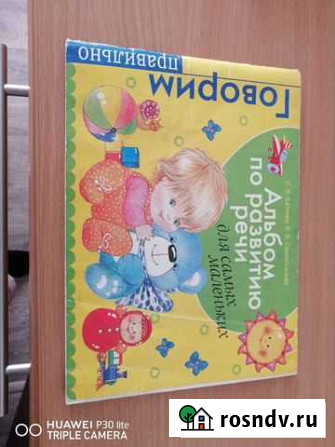 Говорим
правильно
Альбом
по развитию
речи
для самых
маленьких
HUAWEI P30 lite
TRIPLE CAMERA
rosndv.ru